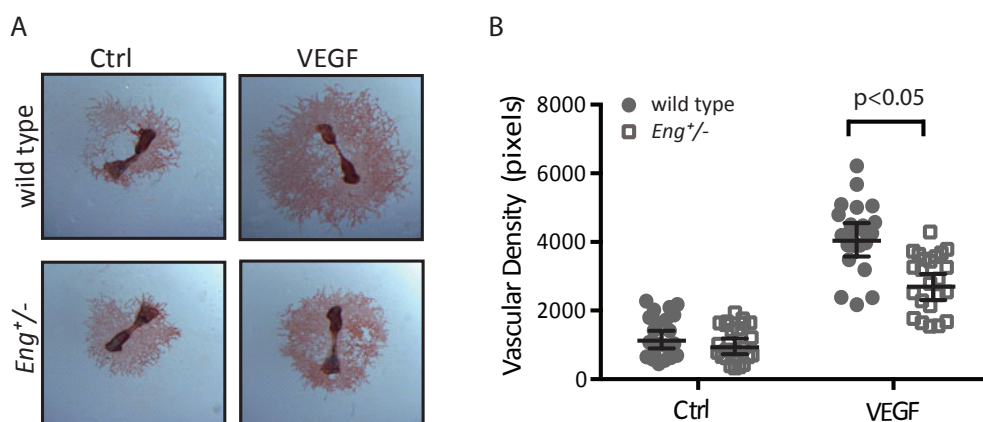 A
Ctrl VEGF
wild type
Eng+/-
B
Vascular Density (pixels)
8000
6000
4000
2000
0
wild type
Eng+/-
p<0.05
Ctrl VEGF